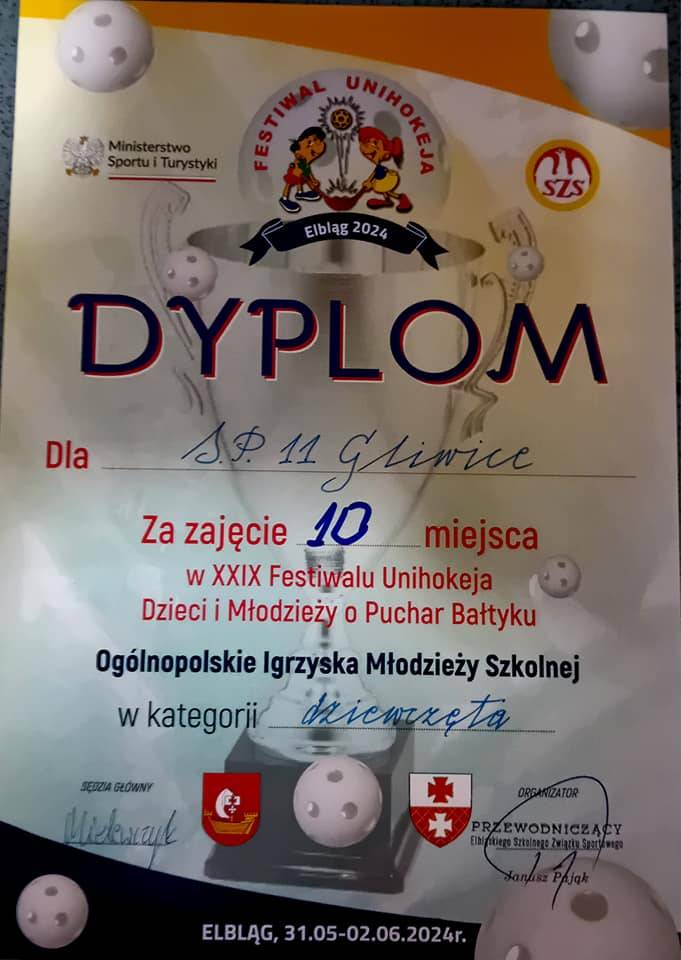 FESTIWAL UNIHOKEJA
Ministerstwo
Sportu i Turystyki
SZS
Elbląg 2024
DYPLOM
Dla S.P. 11 Gliwice
Za zajęcie 10 miejsca
w XXIX Festiwalu Unihokeja
Dzieci i Młodzieży o Puchar Bałtyku
Ogólnopolskie Igrzyska Młodzieży Szkolnej
w kategorii dziewczęta
SĘDZIA GŁÓWNY
ORGANIZATOR
PRZEWODNICZĄCY
Elbląskiego Szkolnego Związku Sportowego
Janusz Pająk
ELBLĄG, 31.05-02.06.2024r.